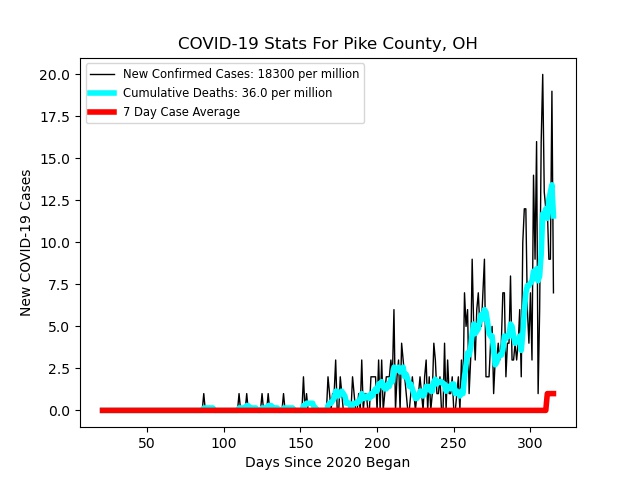 COVID-19 Stats For Pike County, OH
New Confirmed Cases: 18300 per million
Cumulative Deaths: 36.0 per million
7 Day Case Average
20.0
17.5
15.0
12.5
10.0
7.5
5.0
2.5
0.0
New COVID-19 Cases
50 100 150 200 250 300
Days Since 2020 Began